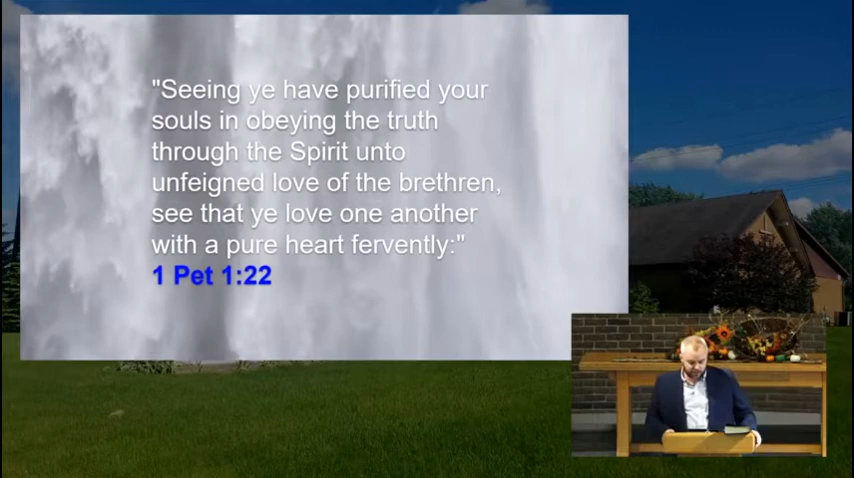 "Seeing ye have purified your
souls in obeying the truth
through the Spirit unto
unfeigned love of the brethren,
see that ye love one another
with a pure heart fervently:"
1 Pet 1:22